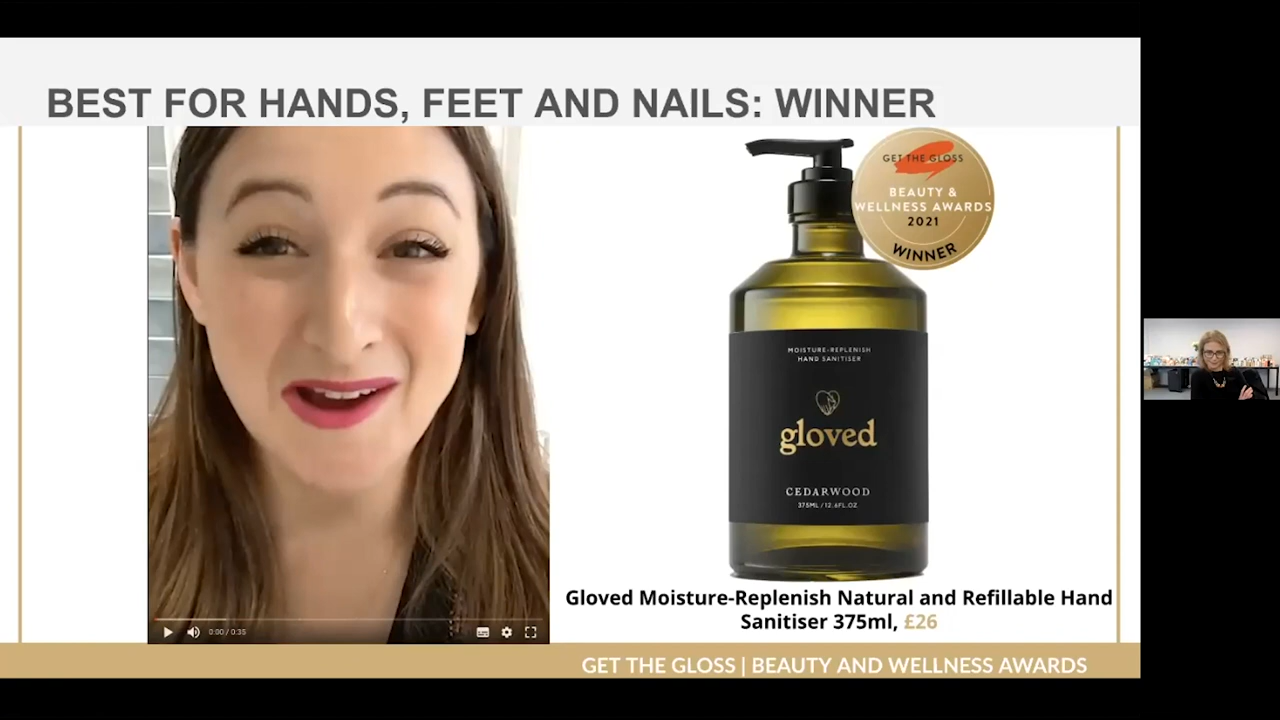 BEST FOR HANDS, FEET AND NAILS: WINNER
GET THE GLOSS
BEAUTY &
WELLNESS AWARDS
2021
WINNER
MOISTURE-REPLENISH
HAND SANITISER
gloved
CEDARWOOD
375ML / 12.6FL.OZ
Gloved Moisture-Replenish Natural and Refillable Hand
Sanitiser 375ml, £26
0:00 / 0:35
GET THE GLOSS | BEAUTY AND WELLNESS AWARDS